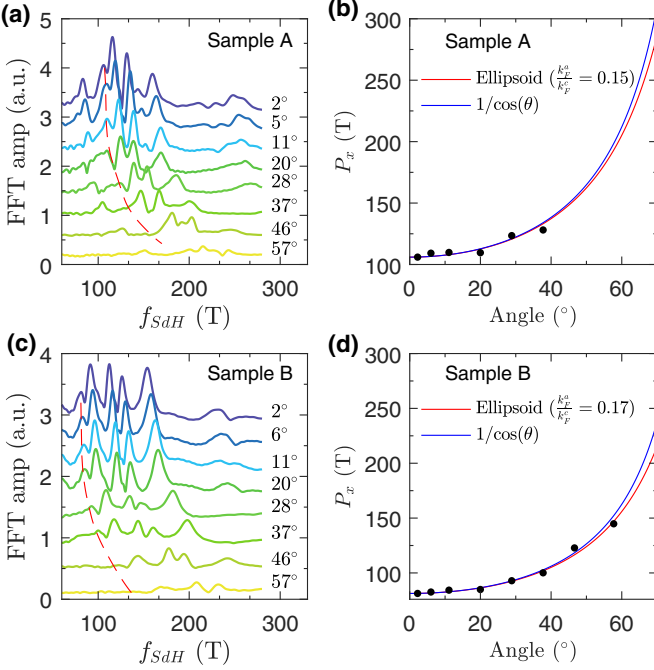 (a)
Sample A
FFT amp (a.u.)
5
4
3
2
1
0
2°
5°
11°
20°
28°
37°
46°
57°
100
200
300
f_{SdH} (T)
(b)
Sample A
Ellipsoid (k_F^a/k_F^c = 0.15)
1/cos(θ)
P_x (T)
300
250
200
150
100
0
20
40
60
Angle (°)
(c)
Sample B
FFT amp (a.u.)
4
3
2
1
0
2°
6°
11°
20°
28°
37°
46°
57°
100
200
300
f_{SdH} (T)
(d)
Sample B
Ellipsoid (k_F^a/k_F^c = 0.17)
1/cos(θ)
P_x (T)
300
250
200
150
100
0
20
40
60
Angle (°)